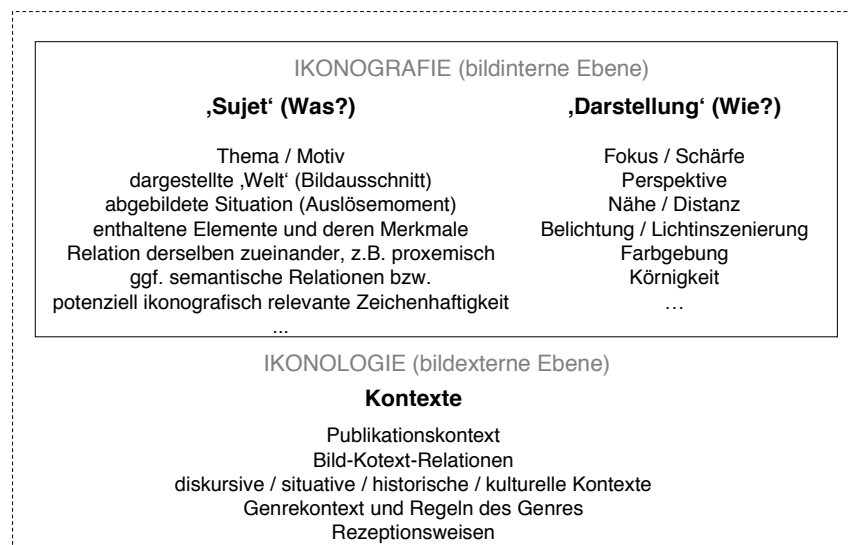 IKONOGRAFIE (bildinterne Ebene)
‚Sujet‘ (Was?)
Thema / Motiv
dargestellte ‚Welt‘ (Bildausschnitt)
abgebildete Situation (Auslösemoment)
enthaltene Elemente und deren Merkmale
Relation derselben zueinander, z.B. proxemisch
ggf. semantische Relationen bzw.
potenziell ikonografisch relevante Zeichenhaftigkeit
...
‚Darstellung‘ (Wie?)
Fokus / Schärfe
Perspektive
Nähe / Distanz
Belichtung / Lichtinszenierung
Farbgebung
Körnigkeit
…
IKONOLOGIE (bildexterne Ebene)
Kontexte
Publikationskontext
Bild-Kotext-Relationen
diskursive / situative / historische / kulturelle Kontexte
Genrekontext und Regeln des Genres
Rezeptionsweisen